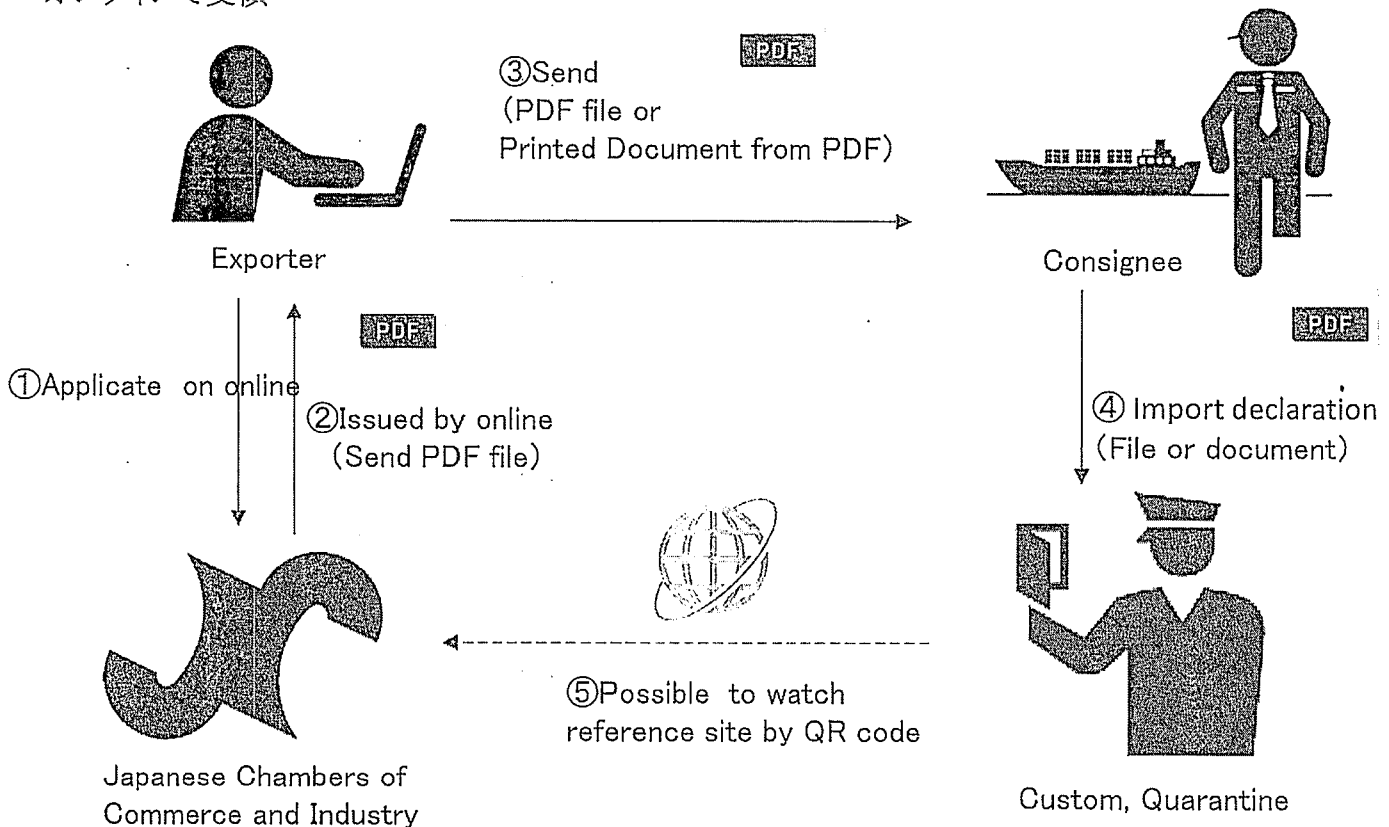 PDF
③Send
(PDF file or
Printed Document from PDF)
Exporter
Consignee
PDF
PDF
①Applicate on online
②Issued by online
(Send PDF file)
④ Import declaration
(File or document)
⑤Possible to watch
reference site by QR code
Japanese Chambers of
Commerce and Industry
Custom, Quarantine